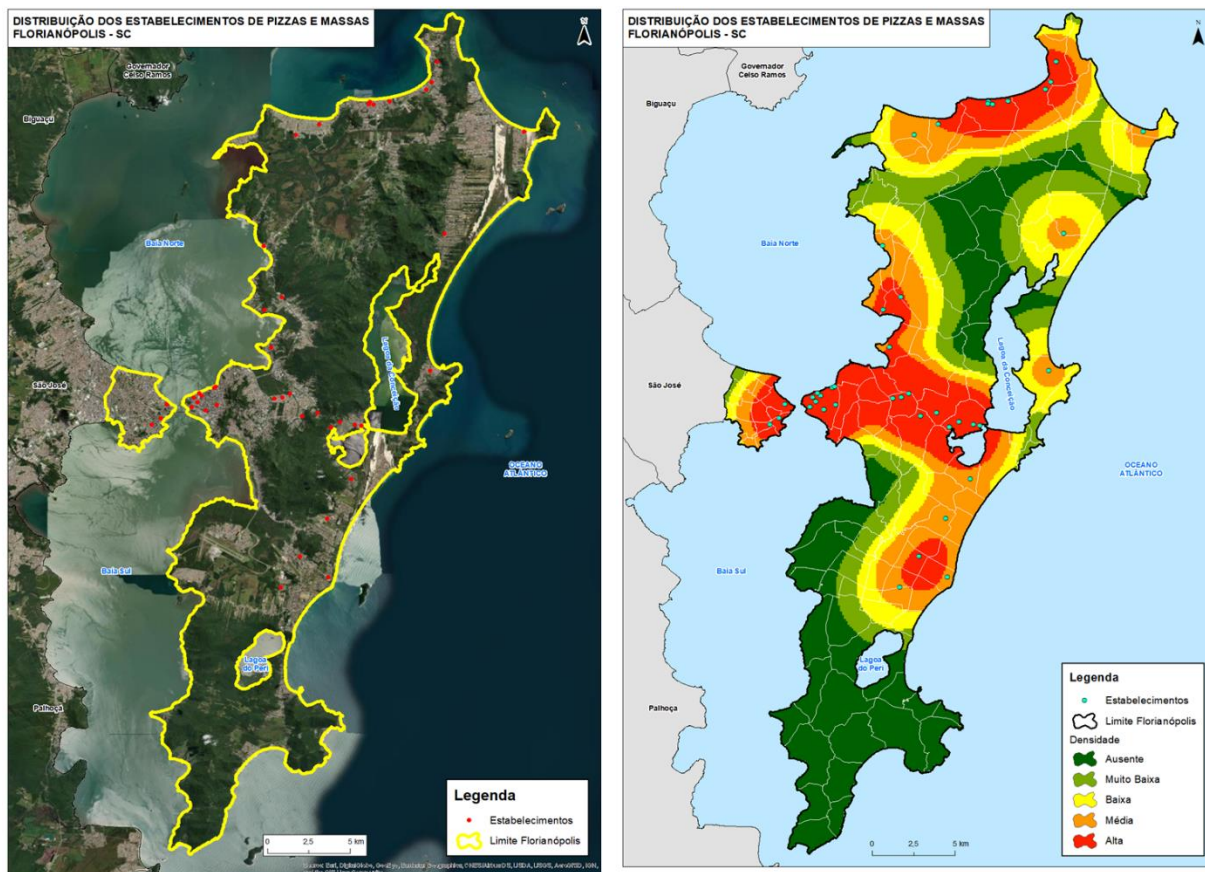 DISTRIBUIÇÃO DOS ESTABELECIMENTOS DE PIZZAS E MASSAS
FLORIANÓPOLIS - SC
N
Governador
Celso Ramos
Biguaçu
Baía Norte
São José
Lagoa da Conceição
OCEANO
ATLÂNTICO
Baía Sul
Lagoa
do Peri
Palhoça
Legenda
Estabelecimentos
Limite Florianópolis
0 2,5 5 km
DISTRIBUIÇÃO DOS ESTABELECIMENTOS DE PIZZAS E MASSAS
FLORIANÓPOLIS - SC
N
Governador
Celso Ramos
Biguaçu
Baía Norte
São José
Lagoa da Conceição
OCEANO
ATLÂNTICO
Baía Sul
Lagoa
do Peri
Palhoça
Legenda
Estabelecimentos
Limite Florianópolis
Densidade
Ausente
Muito Baixa
Baixa
Média
Alta
0 2,5 5 km